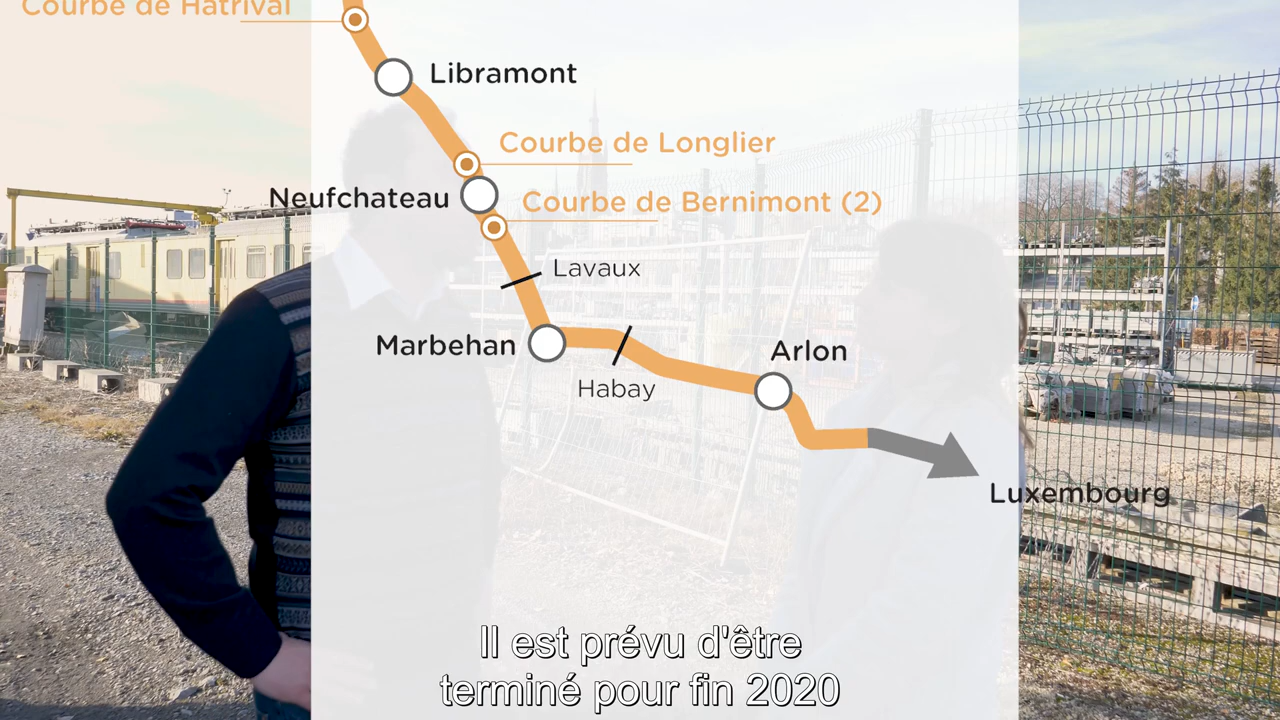 Courbe de Hatrival
Libramont
Courbe de Longlier
Neufchateau
Courbe de Bernimont (2)
Lavaux
Marbehan
Arlon
Habay
Luxembourg
Il est prévu d'être
terminé pour fin 2020